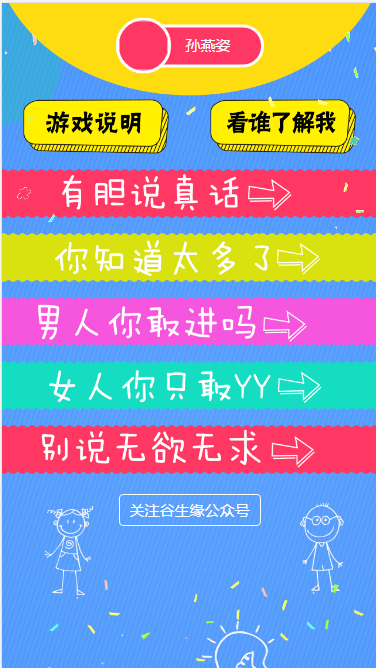 孙燕姿
游戏说明
看谁了解我
有胆说真话
你知道太多了
男人你敢进吗
女人你只敢YY
别说无欲无求
关注谷生缘公众号